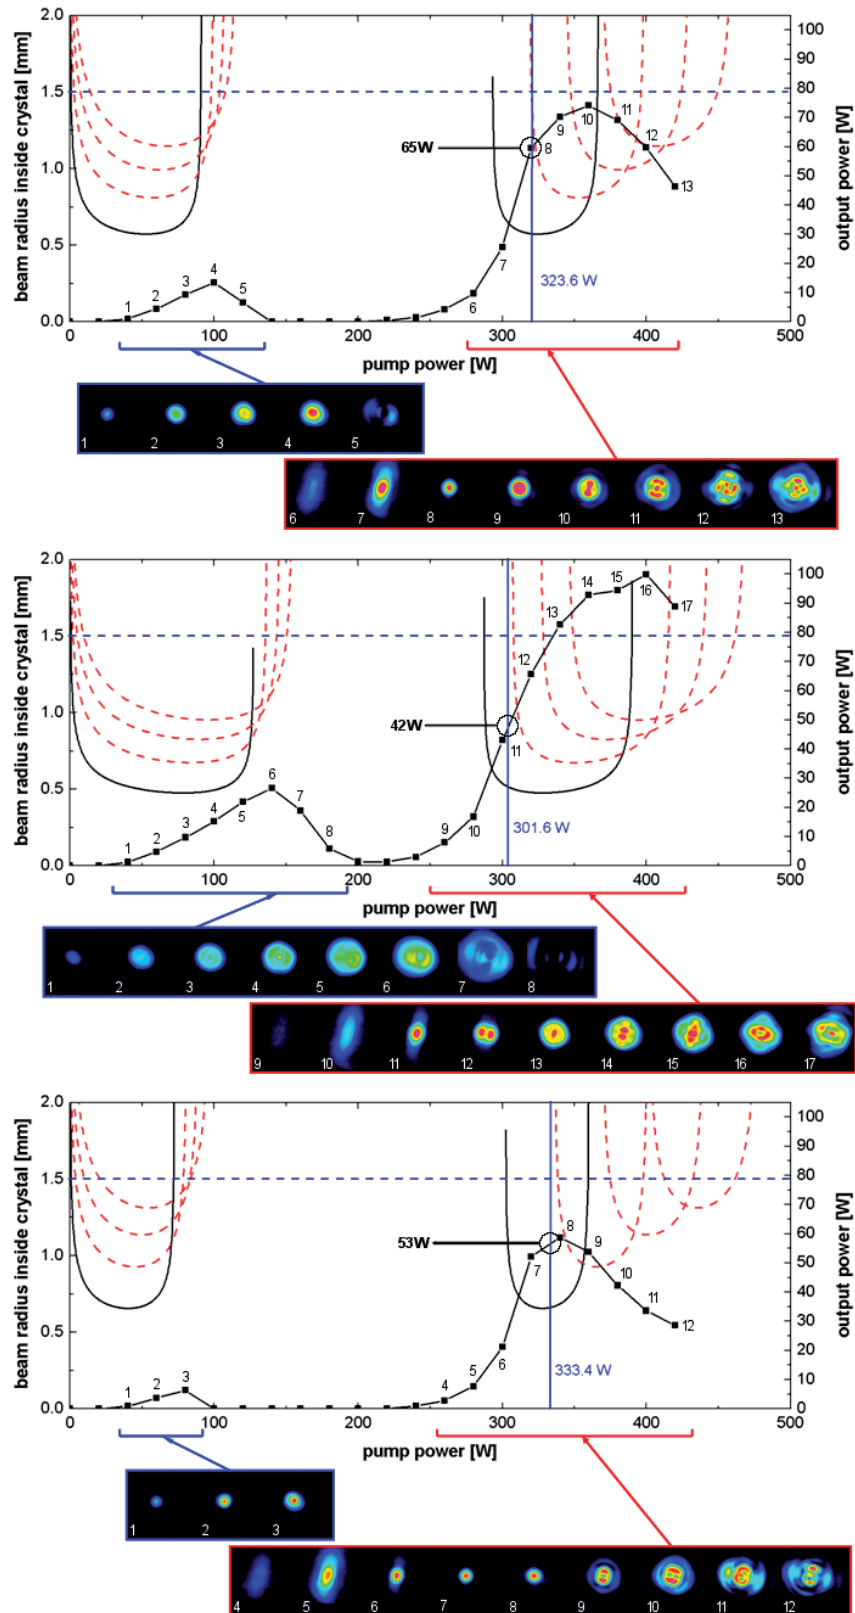 beam radius inside crystal [mm]
2.0
1.5
1.0
0.5
0.0
0 100 200 300 400 500
pump power [W]
output power [W]
100
90
80
70
60
50
40
30
20
10
0
65W
323.6 W
1 2 3 4 5 6 7 8 9 10 11 12 13
1 2 3 4 5
6 7 8 9 10 11 12 13
beam radius inside crystal [mm]
2.0
1.5
1.0
0.5
0.0
0 100 200 300 400 500
pump power [W]
output power [W]
100
90
80
70
60
50
40
30
20
10
0
42W
301.6 W
1 2 3 4 5 6 7 8 9 10 11 12 13 14 15 16 17
1 2 3 4 5 6 7 8
9 10 11 12 13 14 15 16 17
beam radius inside crystal [mm]
2.0
1.5
1.0
0.5
0.0
0 100 200 300 400 500
pump power [W]
output power [W]
100
90
80
70
60
50
40
30
20
10
0
53W
333.4 W
1 2 3 4 5 6 7 8 9 10 11 12
1 2 3
4 5 6 7 8 9 10 11 12